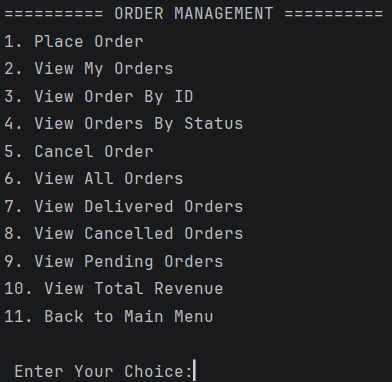 ========== ORDER MANAGEMENT ==========
1. Place Order
2. View My Orders
3. View Order By ID
4. View Orders By Status
5. Cancel Order
6. View All Orders
7. View Delivered Orders
8. View Cancelled Orders
9. View Pending Orders
10. View Total Revenue
11. Back to Main Menu
Enter Your Choice: